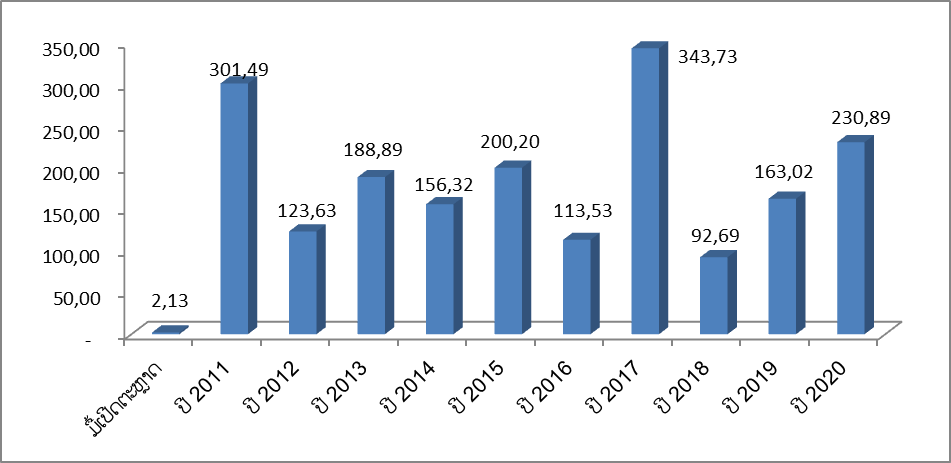 350,00
300,00
250,00
200,00
150,00
100,00
50,00
-
2,13
301,49
123,63
188,89
156,32
200,20
113,53
343,73
92,69
163,02
230,89
ມື້ເປີດຕະຫຼາດ
ປີ 2011
ປີ 2012
ປີ 2013
ປີ 2014
ປີ 2015
ປີ 2016
ປີ 2017
ປີ 2018
ປີ 2019
ປີ 2020